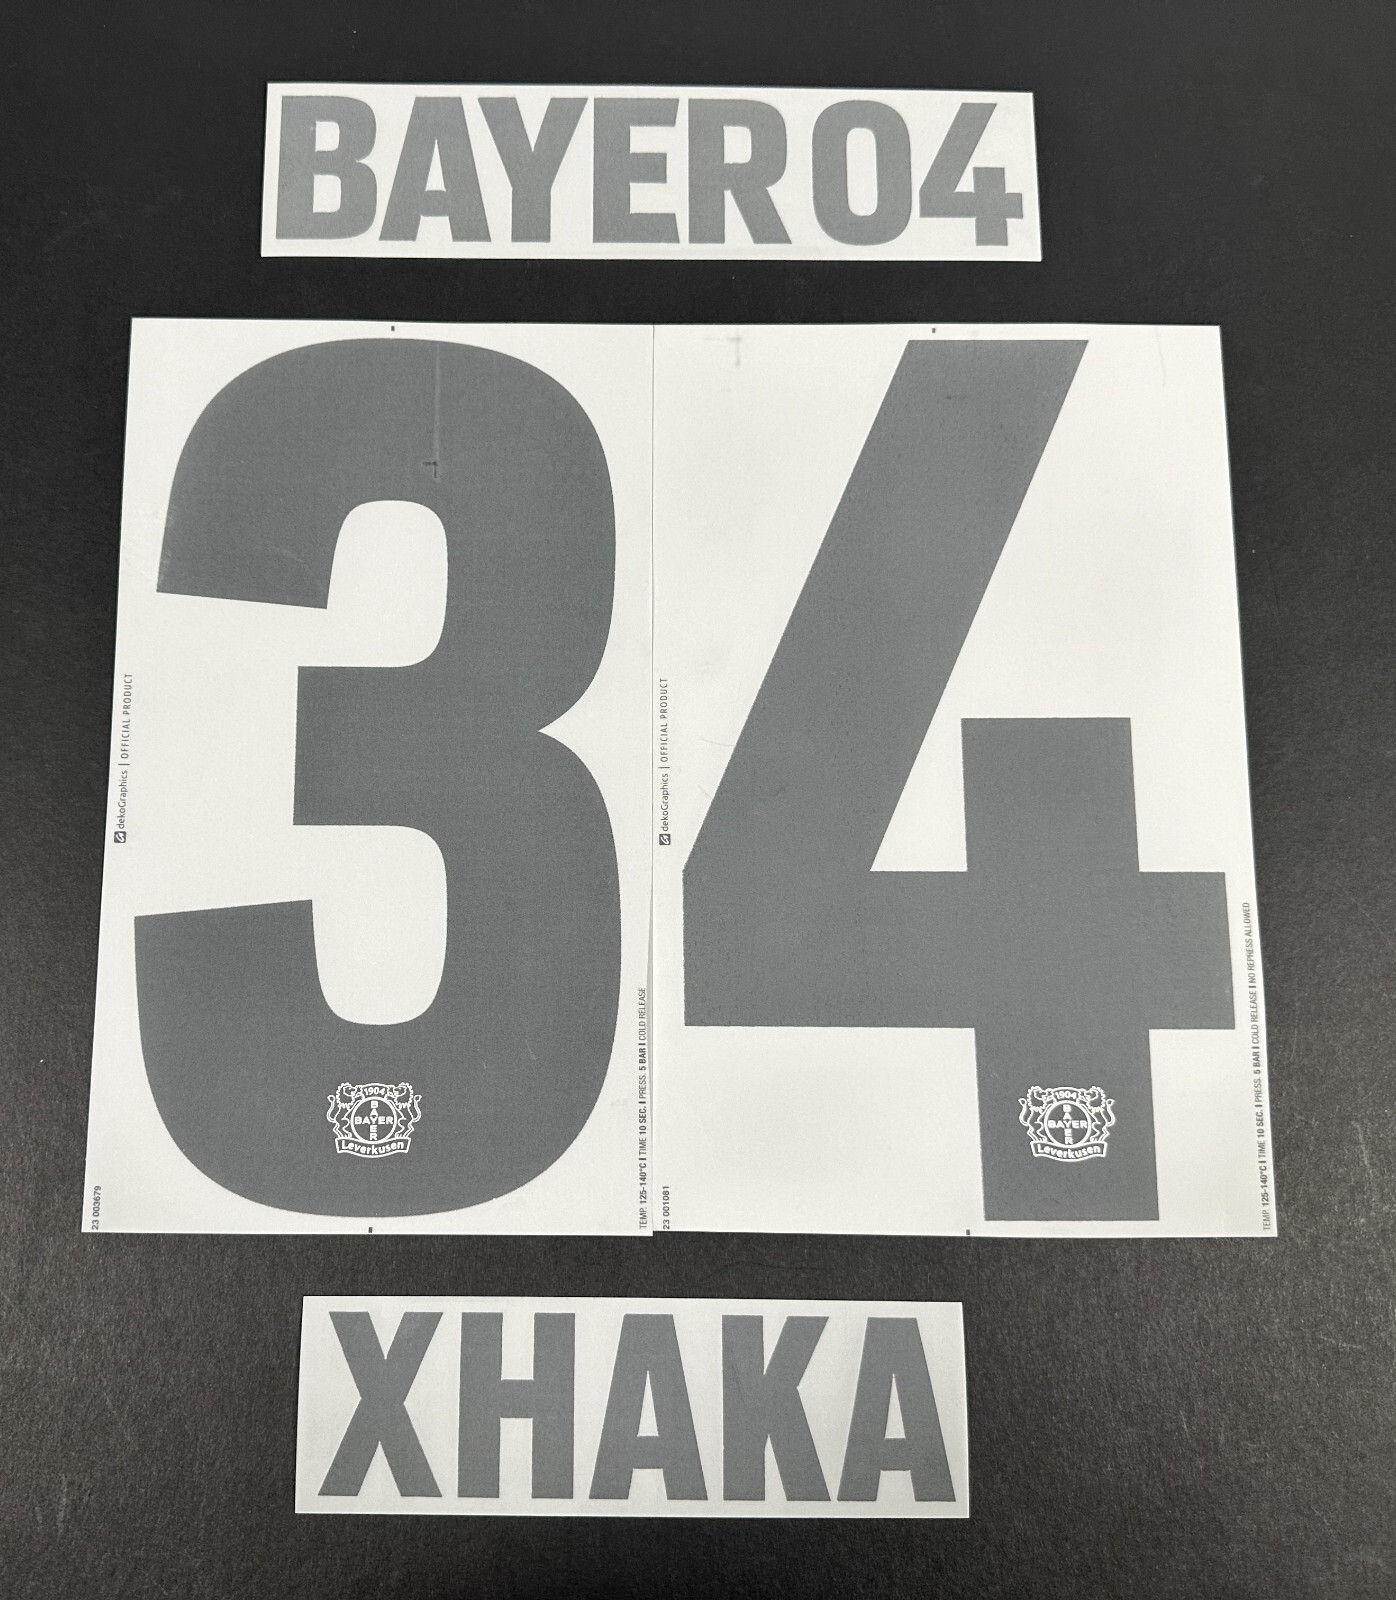 BAYER 04
34
dekoGraphics | OFFICIAL PRODUCT
dekoGraphics | OFFICIAL PRODUCT
1904
BAYER
BAYER
Leverkusen
1904
BAYER
BAYER
Leverkusen
23 003679
TEMP. 125-140°C I TIME 10 SEC. I PRESS. 5 BAR I COLD RELEASE
23 001081
TEMP. 125-140°C I TIME 10 SEC. I PRESS. 5 BAR I COLD RELEASE I NO REPRESS ALLOWED
XHAKA